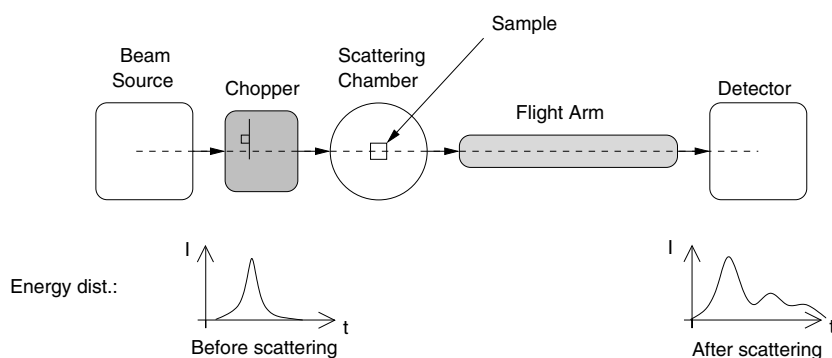 Sample
Beam
Source
Chopper
Scattering
Chamber
Flight Arm
Detector
Energy dist.:
I
t
Before scattering
I
t
After scattering